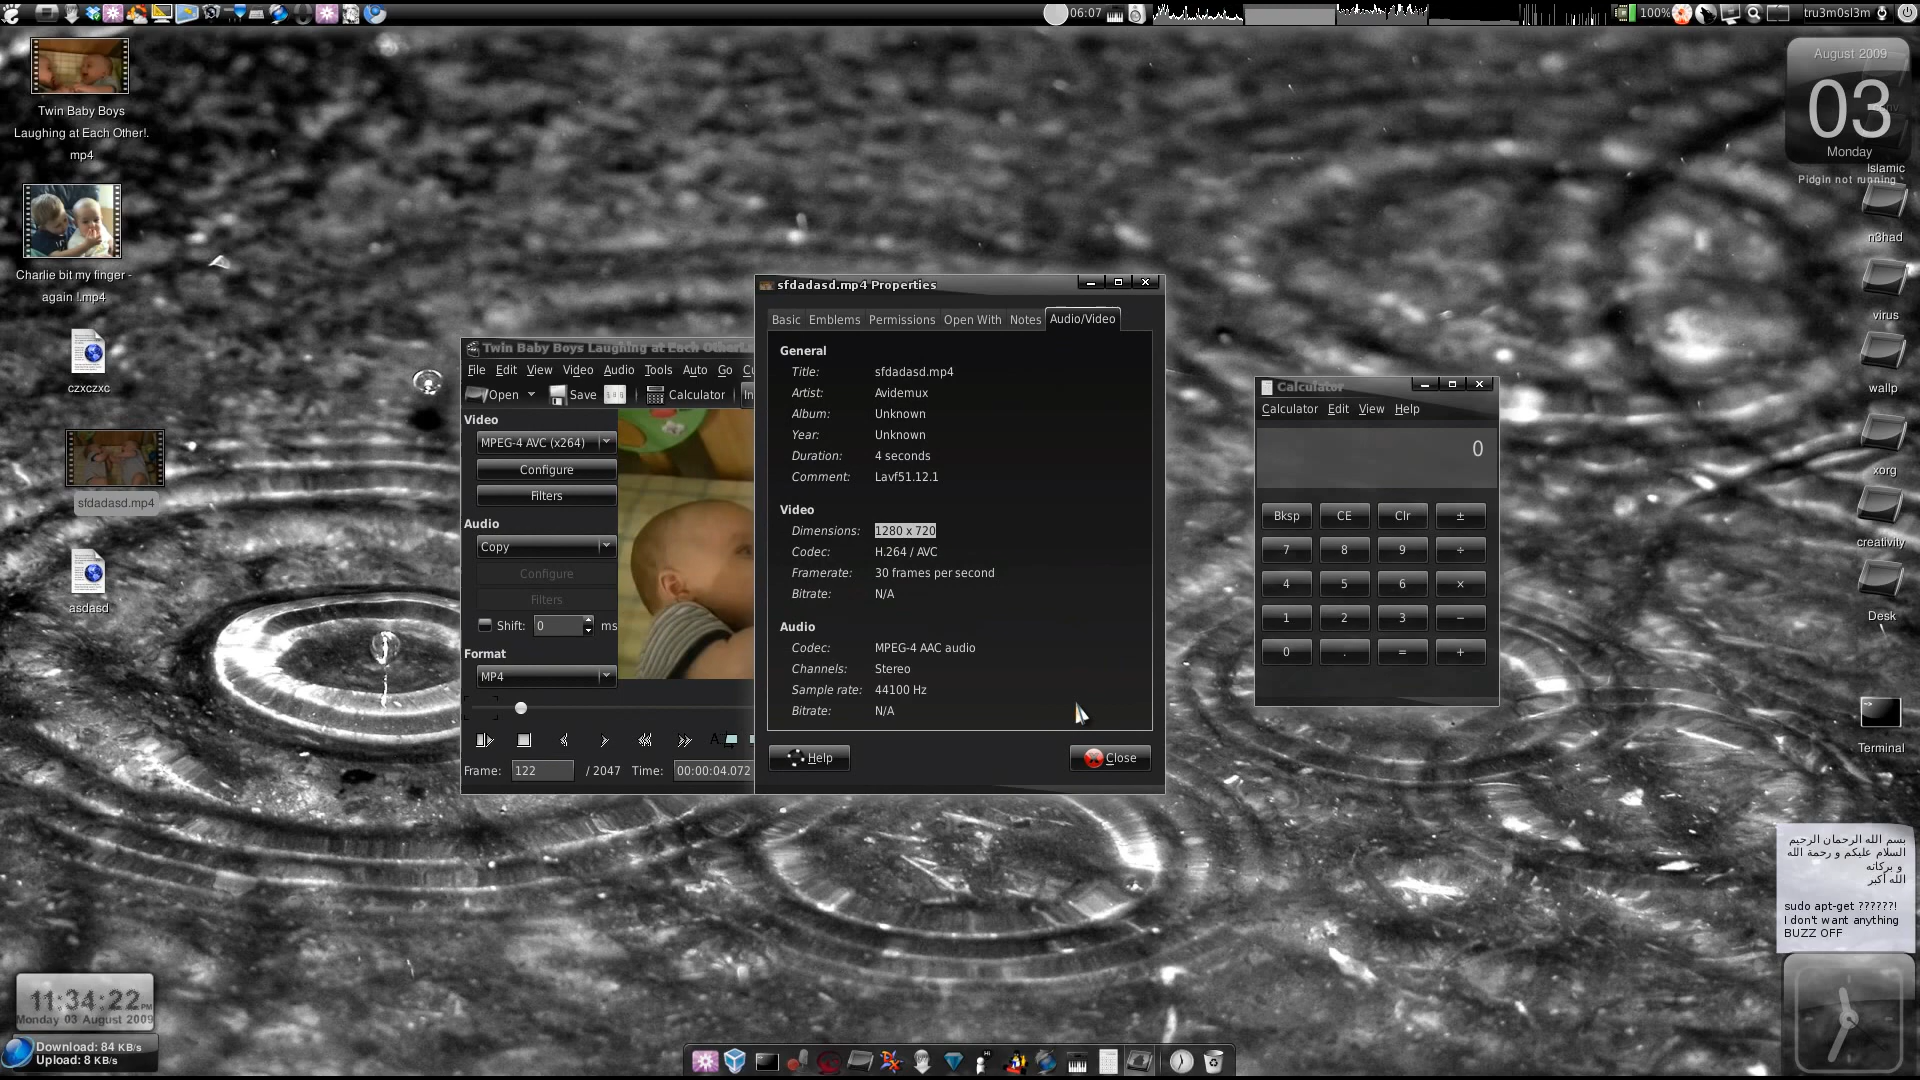 06:07
100%
tru3m0sl3m
Twin Baby Boys
Laughing at Each Other!.
mp4
Charlie bit my finger -
again !.mp4
czxczxc
sfdadasd.mp4
asdasd
11:34:22 PM
Monday 03 August 2009
Download: 84 KB/s
Upload: 8 KB/s
Twin Baby Boys Laughing at Each Other!
File Edit View Video Audio Tools Auto Go
Open Save Calculator
Video
MPEG-4 AVC (x264)
Configure
Filters
Audio
Copy
Configure
Filters
Shift: 0 ms
Format
MP4
Frame: 122 / 2047 Time: 00:00:04.072
sfdadasd.mp4 Properties
Basic Emblems Permissions Open With Notes Audio/Video
General
Title: sfdadasd.mp4
Artist: Avidemux
Album: Unknown
Year: Unknown
Duration: 4 seconds
Comment: Lavf51.12.1
Video
Dimensions: 1280 x 720
Codec: H.264 / AVC
Framerate: 30 frames per second
Bitrate: N/A
Audio
Codec: MPEG-4 AAC audio
Channels: Stereo
Sample rate: 44100 Hz
Bitrate: N/A
Help Close
Calculator
Calculator Edit View Help
0
Bksp CE Clr ±
7 8 9 ÷
4 5 6 ×
1 2 3 −
0 . = +
August 2009
03
Monday
Islamic
Pidgin not running
n3had
virus
wallp
xorg
creativity
Desk
Terminal
بسم الله الرحمان الرحيم
السلام عليكم و رحمة الله
و بركاته
الله أكبر
sudo apt-get ??????!
I don't want anything
BUZZ OFF